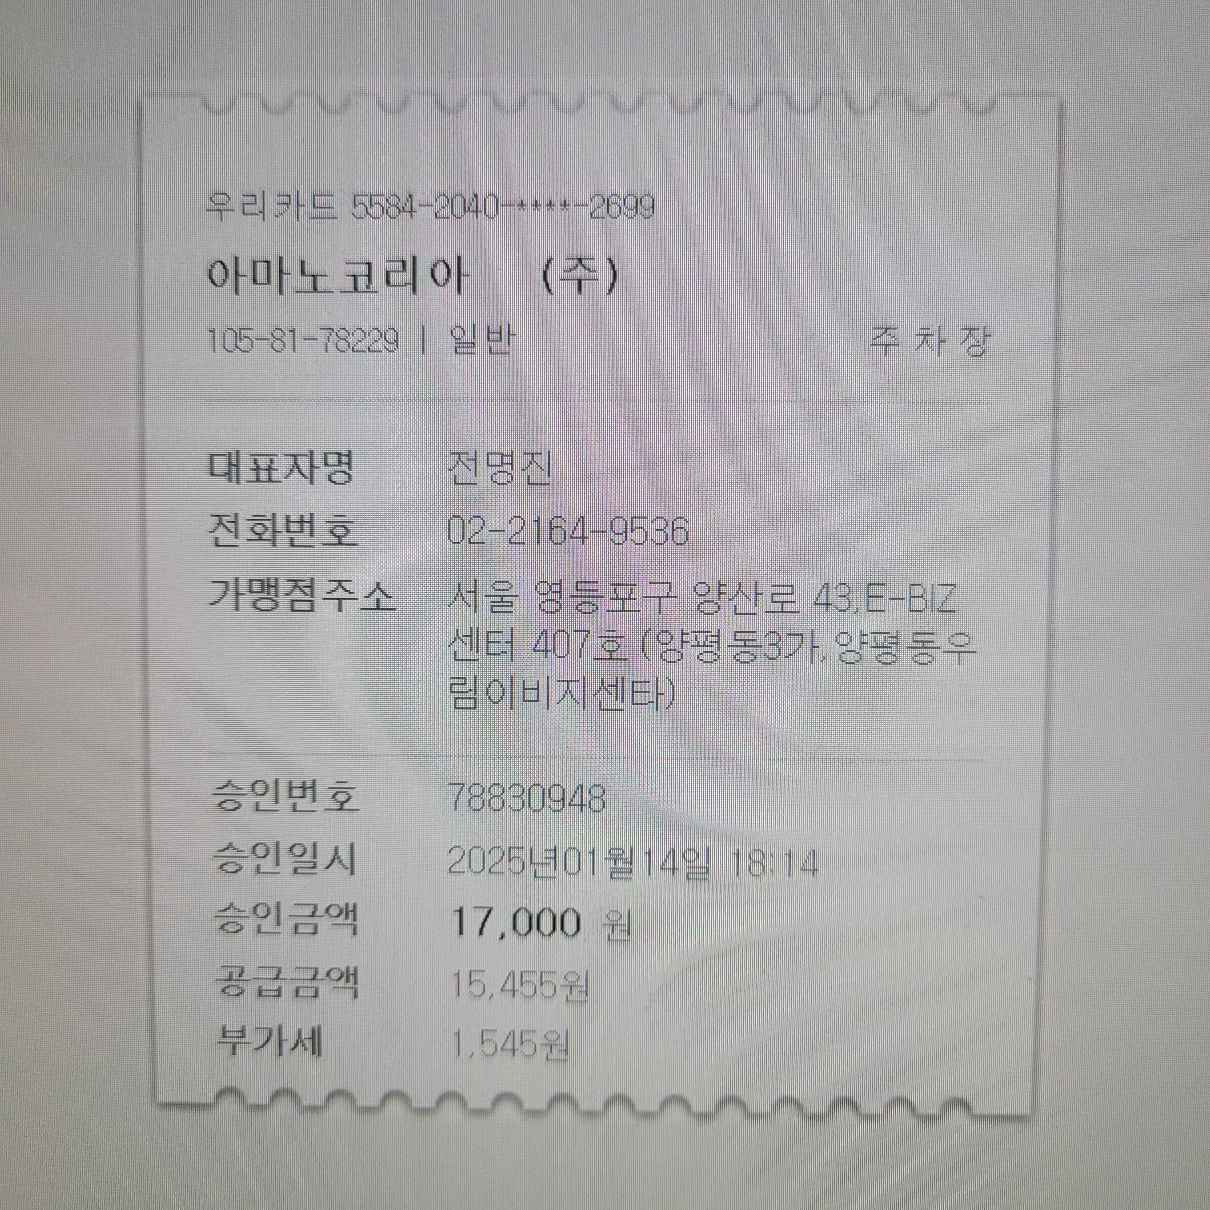 우리카드 5584-2040-****-2699
아마노코리아 (주)
105-81-78229 | 일반 주차장
대표자명 전명진
전화번호 02-2164-9536
가맹점주소 서울 영등포구 양산로 43,E-BIZ
센터 407호 (양평동3가,양평동우
림이비지센타)
승인번호 78830948
승인일시 2025년01월14일 18:14
승인금액 17,000 원
공급금액 15,455원
부가세 1,545원